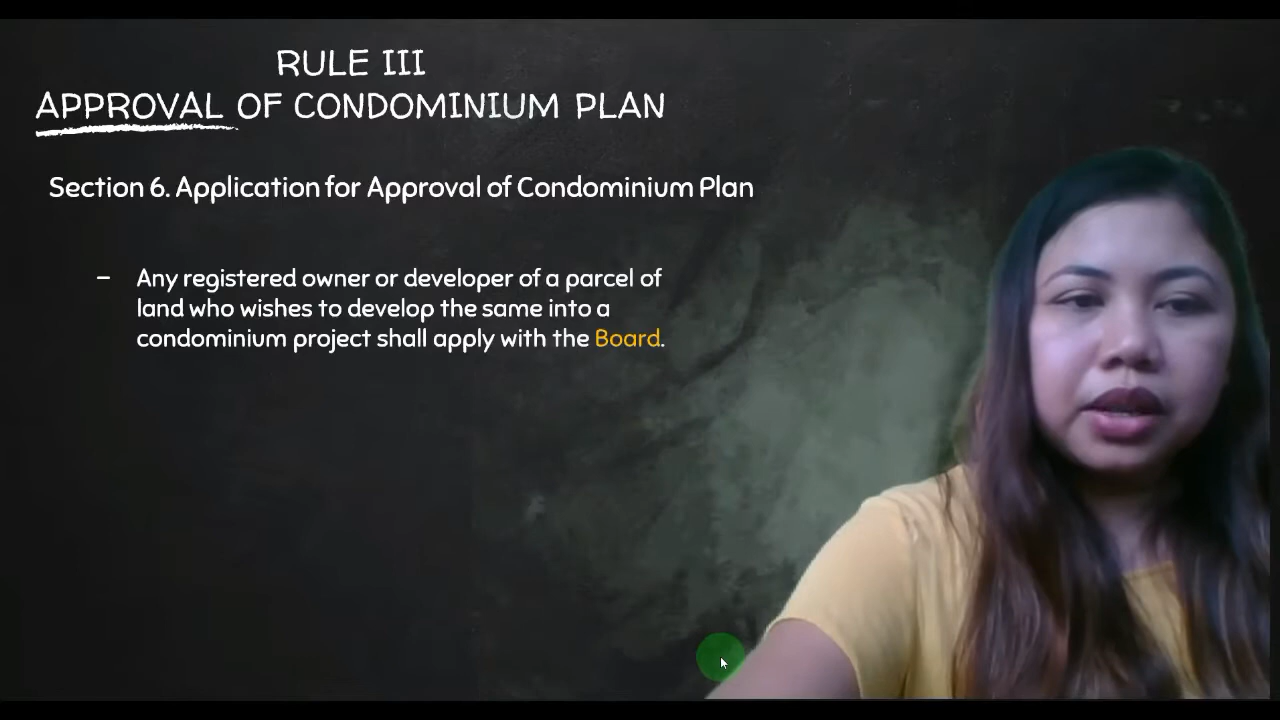 RULE III
APPROVAL OF CONDOMINIUM PLAN
Section 6. Application for Approval of Condominium Plan
– Any registered owner or developer of a parcel of
land who wishes to develop the same into a
condominium project shall apply with the Board.